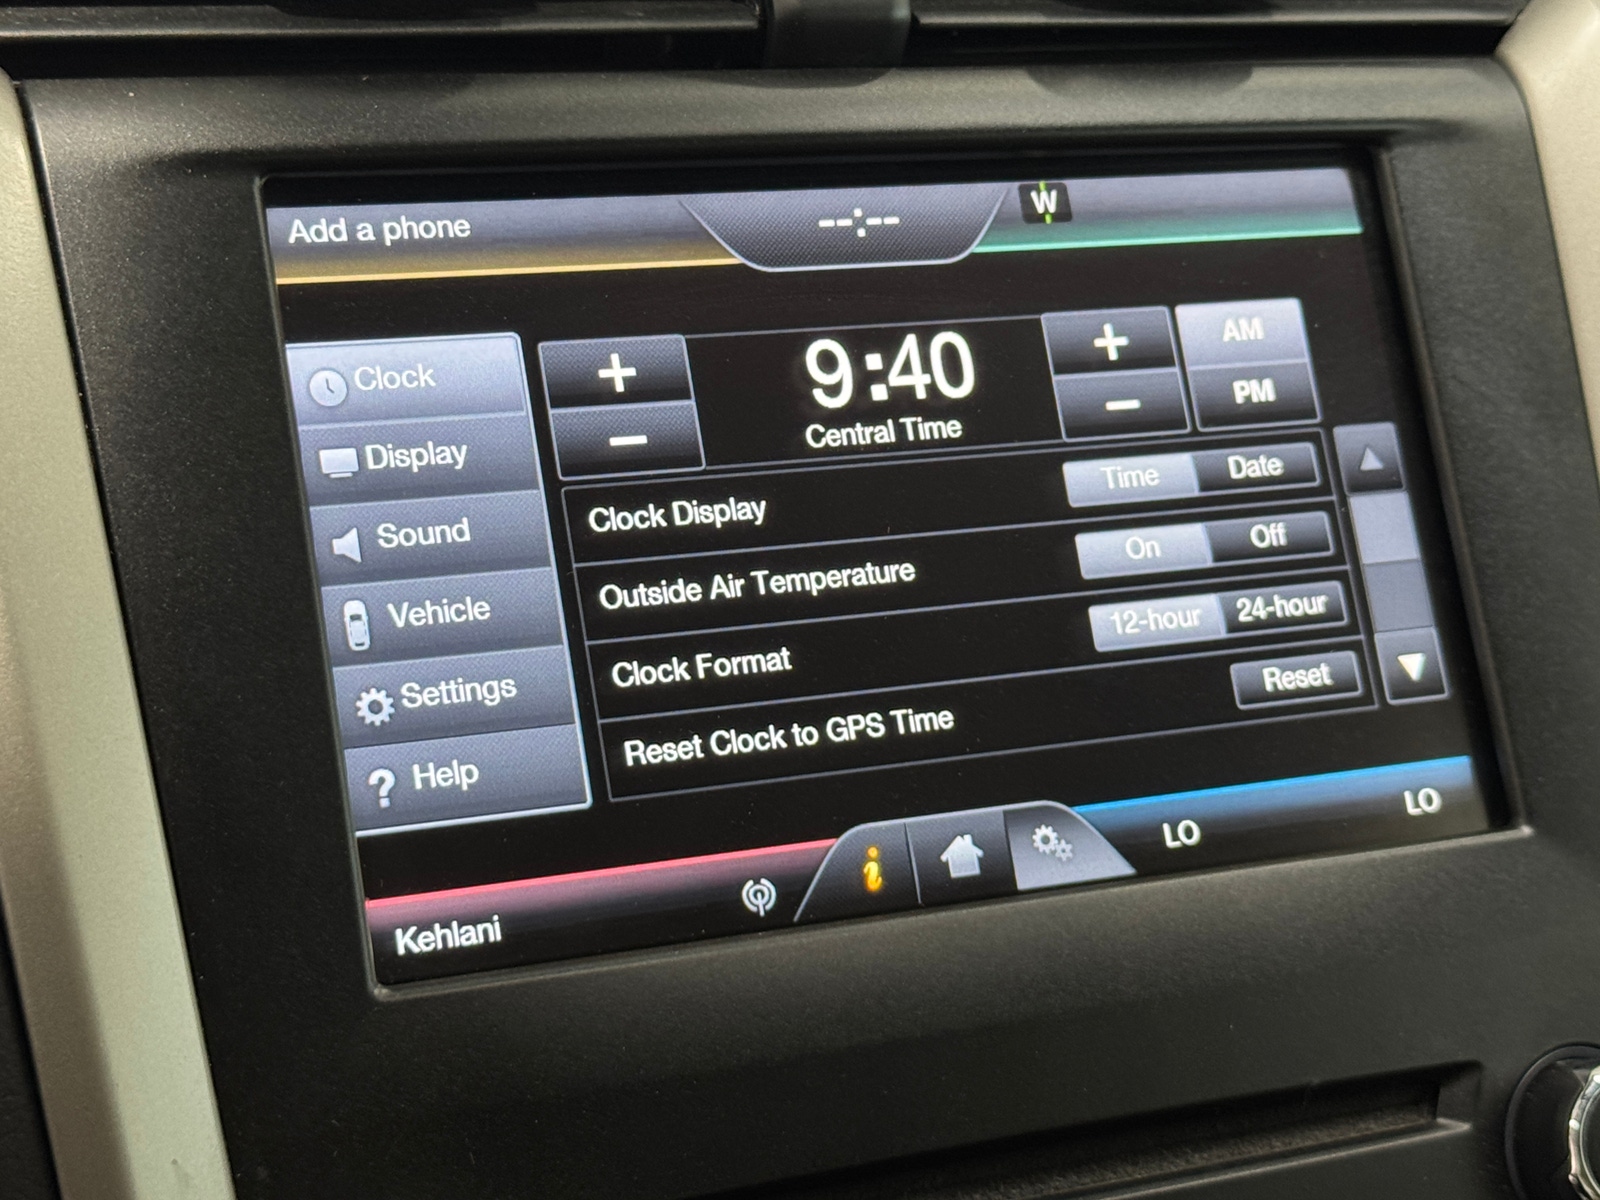 Add a phone
--:--
W
Clock
+
9:40
+
AM
Display
−
Central Time
−
PM
Sound
Clock Display
Time
Date
Vehicle
Outside Air Temperature
On
Off
Settings
Clock Format
12-hour
24-hour
Help
Reset Clock to GPS Time
Reset
Kehlani
i
LO
LO